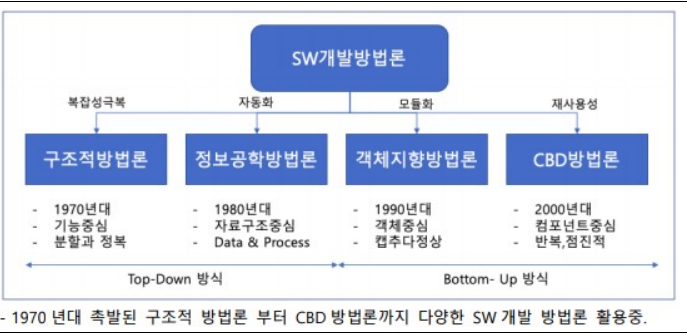 SW개발방법론
복잡성극복 자동화 모듈화 재사용성
구조적방법론 정보공학방법론 객체지향방법론 CBD방법론
- 1970년대 - 1980년대 - 1990년대 - 2000년대
- 기능중심 - 자료구조중심 - 객체중심 - 컴포넌트중심
- 분할과 정복 - Data & Process - 캡추다정상 - 반복,점진적
Top-Down 방식 Bottom- Up 방식
- 1970 년대 촉발된 구조적 방법론 부터 CBD 방법론까지 다양한 SW 개발 방법론 활용중.